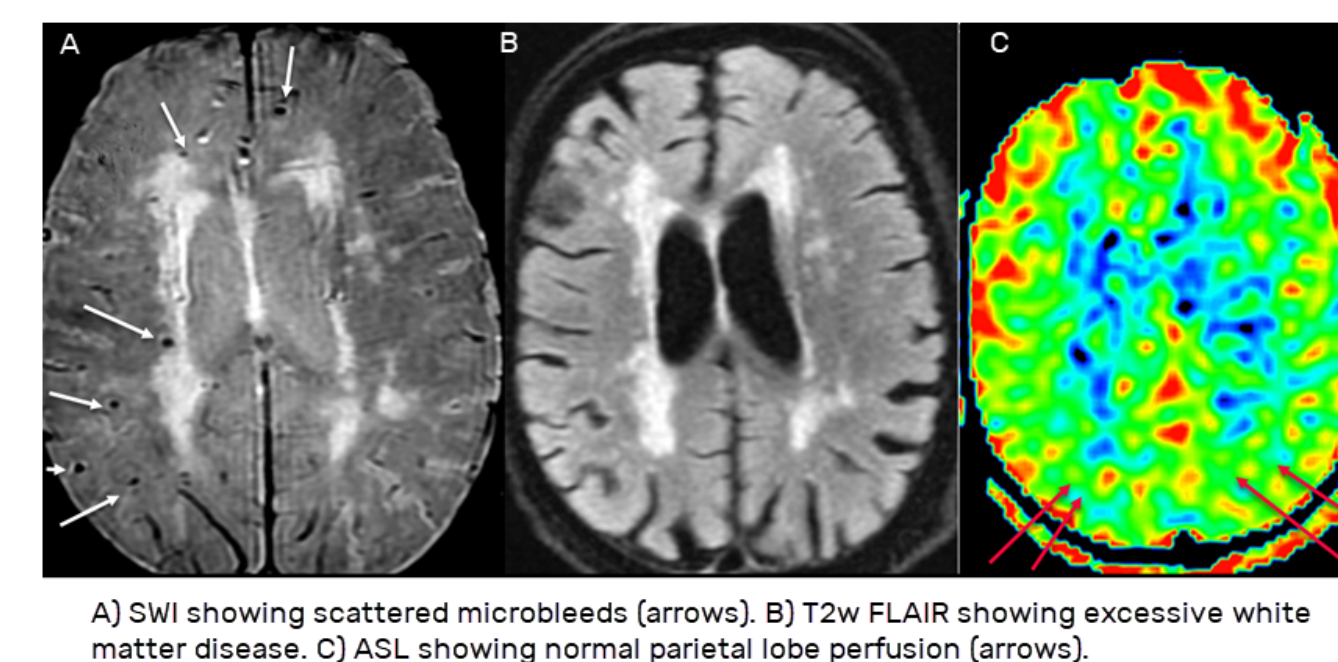 A
B
C
A) SWI showing scattered microbleeds (arrows). B) T2w FLAIR showing excessive white
matter disease. C) ASL showing normal parietal lobe perfusion (arrows).